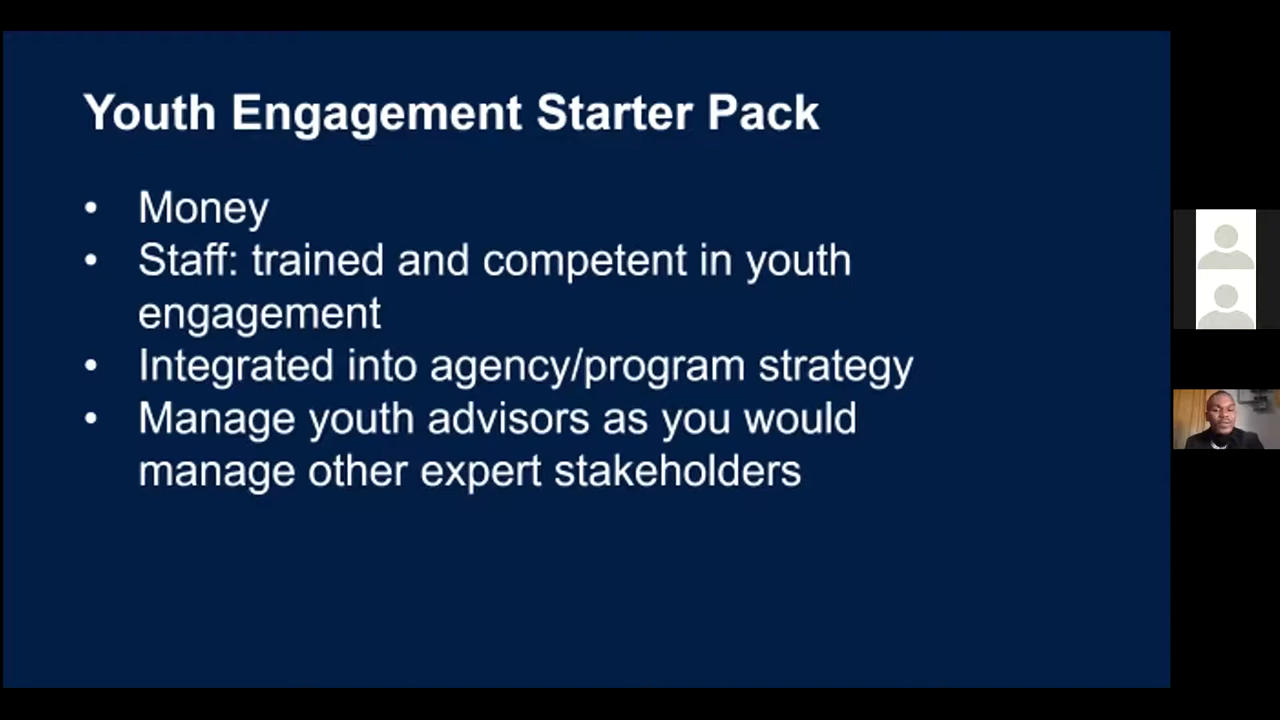 Youth Engagement Starter Pack
• Money
• Staff: trained and competent in youth
engagement
• Integrated into agency/program strategy
• Manage youth advisors as you would
manage other expert stakeholders